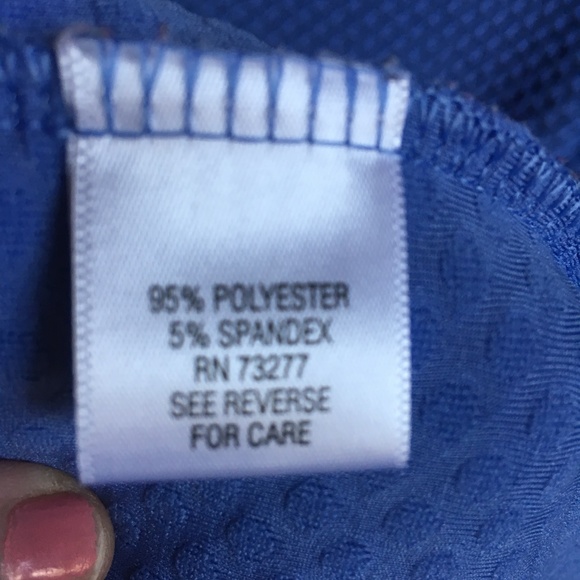 95% POLYESTER
5% SPANDEX
RN 73277
SEE REVERSE
FOR CARE